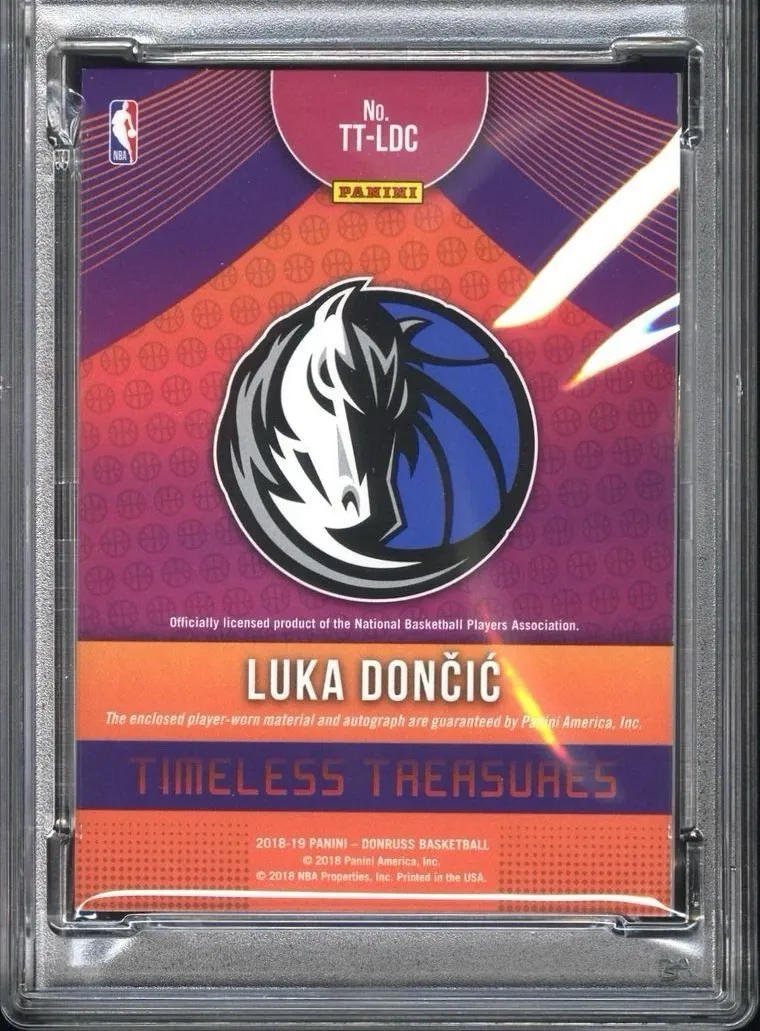 No.
TT-LDC
NBA
PANINI
Officially licensed product of the National Basketball Players Association.
LUKA DONČIĆ
The enclosed player-worn material and autograph are guaranteed by Panini America, Inc.
TIMELESS TREASURES
2018-19 PANINI – DONRUSS BASKETBALL
© 2018 Panini America, Inc.
© 2018 NBA Properties, Inc. Printed in the USA.